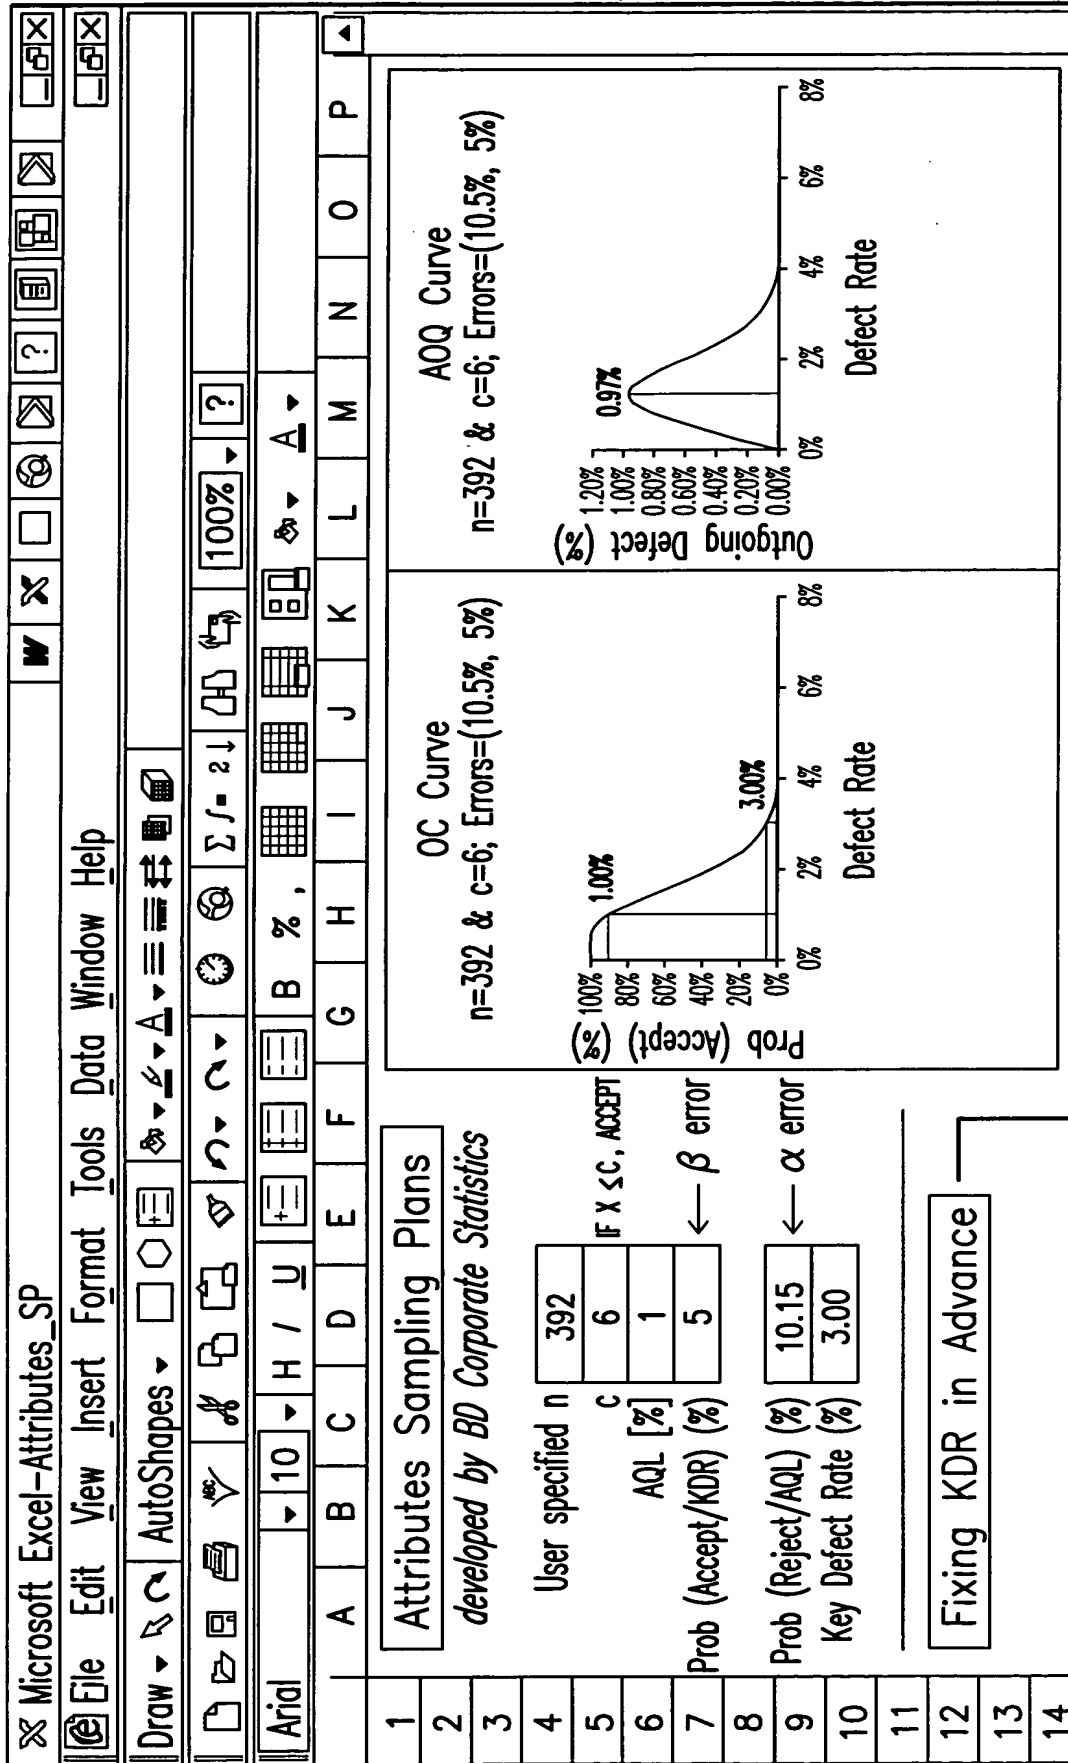 Microsoft Excel-Attributes_SP
File Edit View Insert Format Tools Data Window Help
Draw AutoShapes A
ABC Σ ƒ= 2↓ 100% ?
Arial 10 H / U B % , A
A B C D E F G H I J K L M N O P
1
2
3
4
5
6
7
8
9
10
11
12
13
14
Attributes Sampling Plans
developed by BD Corporate Statistics
User specified n 392
c 6 IF X ≤C, ACCEPT
AQL [%] 1
Prob (Accept/KDR) (%) 5 ← β error
Prob (Reject/AQL) (%) 10.15 ← α error
Key Defect Rate (%) 3.00
Fixing KDR in Advance
OC Curve
n=392 & c=6; Errors=(10.5%, 5%)
Prob (Accept) (%)
100%
80%
60%
40%
20%
0%
1.00%
3.00%
0% 2% 4% 6% 8%
Defect Rate
AOQ Curve
n=392 & c=6; Errors=(10.5%, 5%)
Outgoing Defect (%)
1.20%
1.00%
0.80%
0.60%
0.40%
0.20%
0.00%
0.97%
0% 2% 4% 6% 8%
Defect Rate